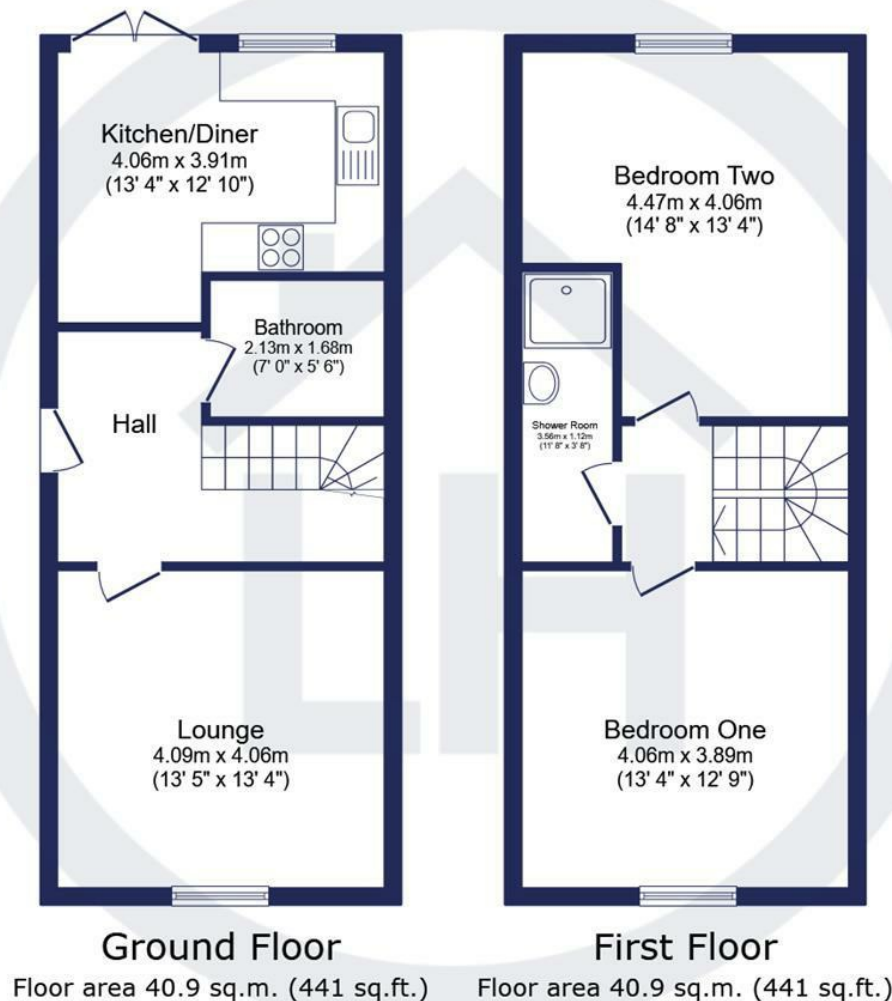 Kitchen/Diner
4.06m x 3.91m
(13' 4" x 12' 10")
Bathroom
2.13m x 1.68m
(7' 0" x 5' 6")
Hall
Lounge
4.09m x 4.06m
(13' 5" x 13' 4")
Ground Floor
Floor area 40.9 sq.m. (441 sq.ft.)
Bedroom Two
4.47m x 4.06m
(14' 8" x 13' 4")
Shower Room
3.56m x 1.12m
(11' 8" x 3' 8")
Bedroom One
4.06m x 3.89m
(13' 4" x 12' 9")
First Floor
Floor area 40.9 sq.m. (441 sq.ft.)
LH